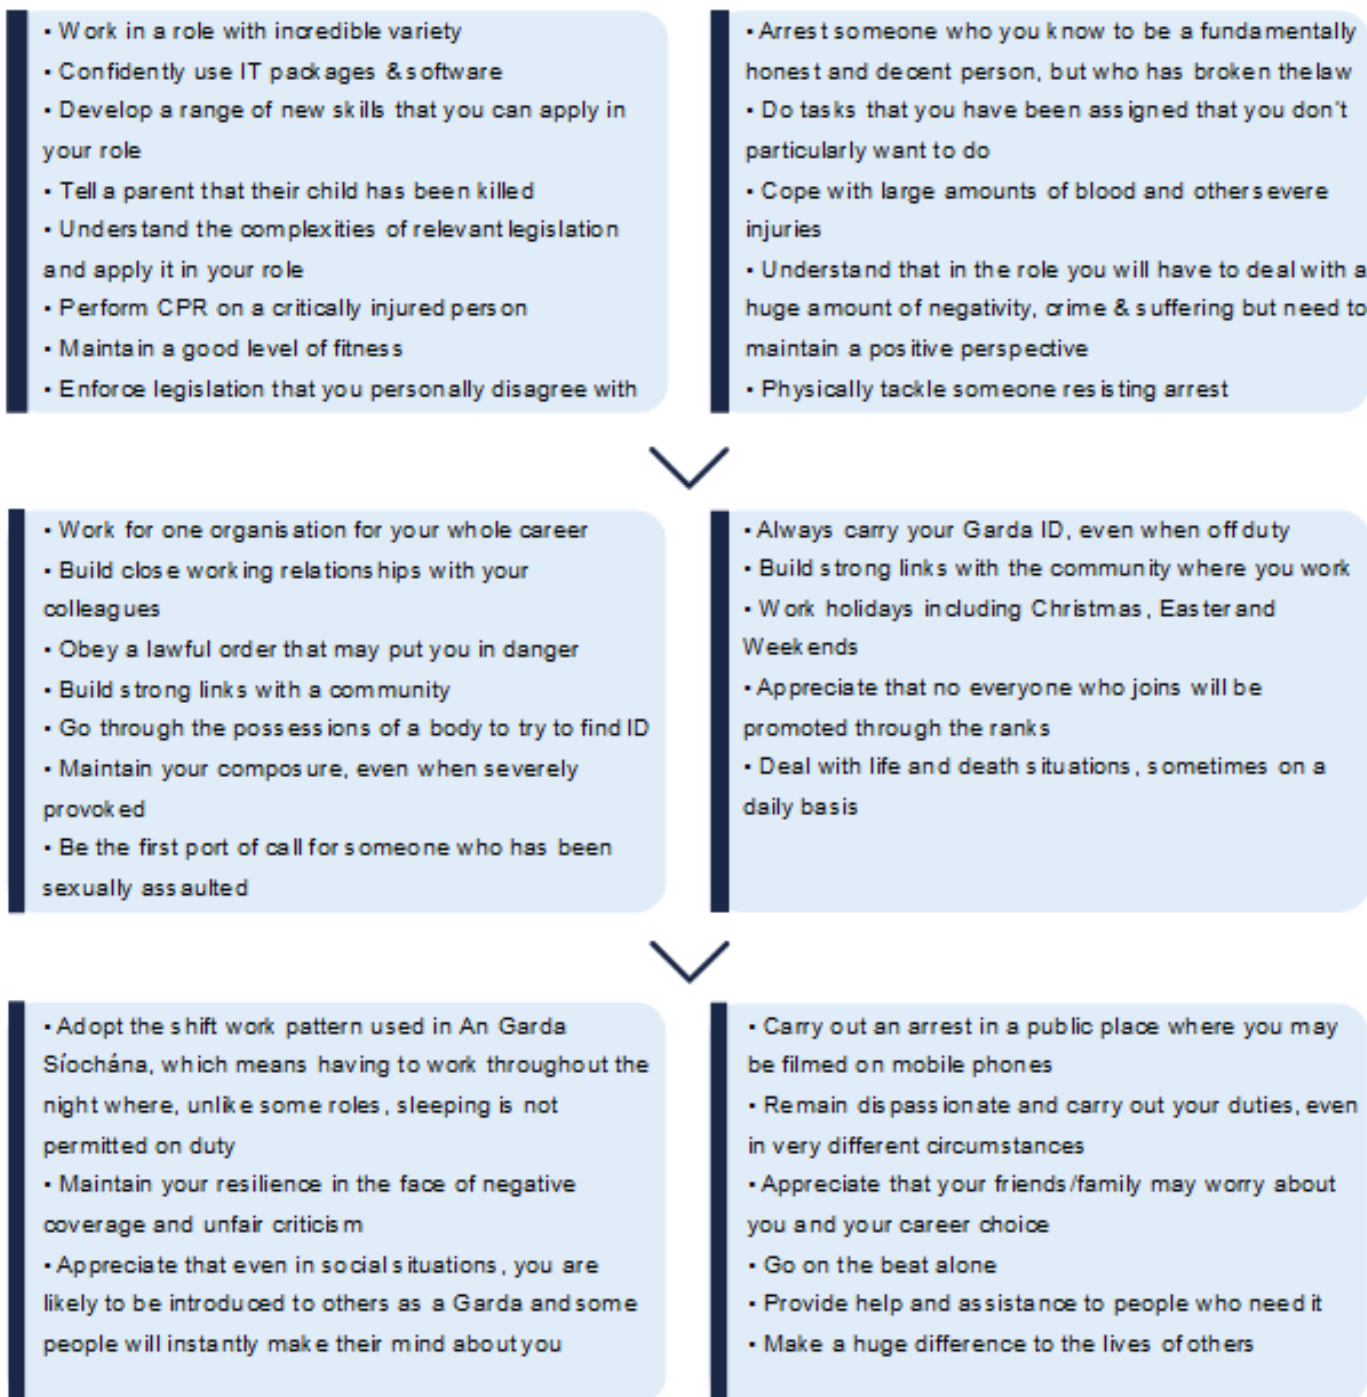 ▪ Work in a role with incredible variety
▪ Confidently use IT packages & software
▪ Develop a range of new skills that you can apply in
your role
▪ Tell a parent that their child has been killed
▪ Understand the complexities of relevant legislation
and apply it in your role
▪ Perform CPR on a critically injured person
▪ Maintain a good level of fitness
▪ Enforce legislation that you personally disagree with
▪ Arrest someone who you know to be a fundamentally
honest and decent person, but who has broken the law
▪ Do tasks that you have been assigned that you don't
particularly want to do
▪ Cope with large amounts of blood and other severe
injuries
▪ Understand that in the role you will have to deal with a
huge amount of negativity, crime & suffering but need to
maintain a positive perspective
▪ Physically tackle someone resisting arrest
▪ Work for one organisation for your whole career
▪ Build close working relationships with your
colleagues
▪ Obey a lawful order that may put you in danger
▪ Build strong links with a community
▪ Go through the possessions of a body to try to find ID
▪ Maintain your composure, even when severely
provoked
▪ Be the first port of call for someone who has been
sexually assaulted
▪ Always carry your Garda ID, even when off duty
▪ Build strong links with the community where you work
▪ Work holidays including Christmas, Easter and
Weekends
▪ Appreciate that no everyone who joins will be
promoted through the ranks
▪ Deal with life and death situations, sometimes on a
daily basis
▪ Adopt the shift work pattern used in An Garda
Síochána, which means having to work throughout the
night where, unlike some roles, sleeping is not
permitted on duty
▪ Maintain your resilience in the face of negative
coverage and unfair criticism
▪ Appreciate that even in social situations, you are
likely to be introduced to others as a Garda and some
people will instantly make their mind about you
▪ Carry out an arrest in a public place where you may
be filmed on mobile phones
▪ Remain dispassionate and carry out your duties, even
in very different circumstances
▪ Appreciate that your friends/family may worry about
you and your career choice
▪ Go on the beat alone
▪ Provide help and assistance to people who need it
▪ Make a huge difference to the lives of others